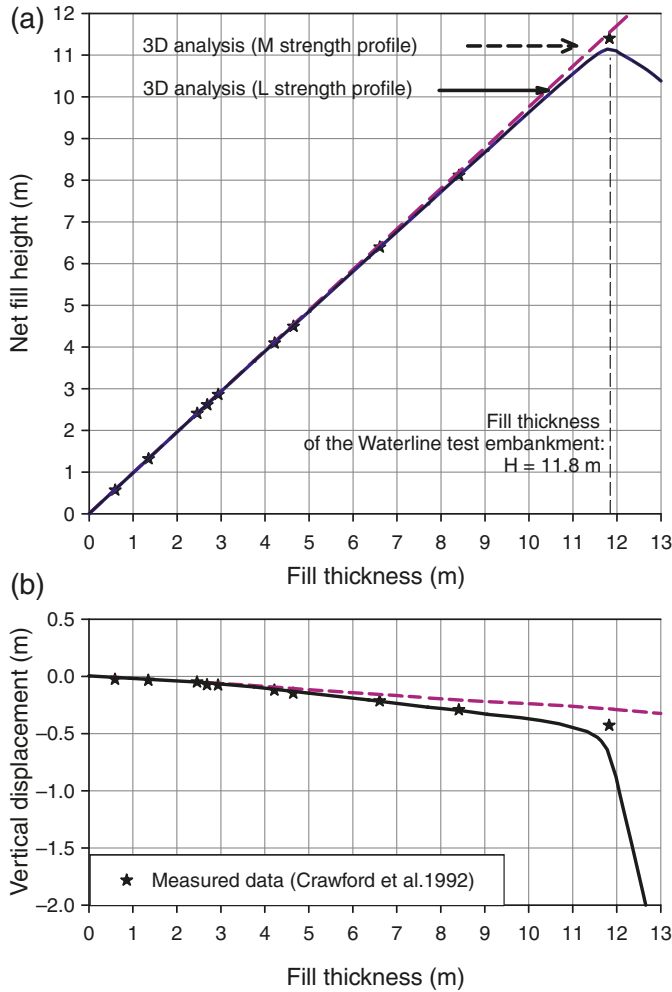 (a)
12
11
10
9
8
7
6
5
4
3
2
1
0
Net fill height (m)
3D analysis (M strength profile)
3D analysis (L strength profile)
Fill thickness
of the Waterline test embankment:
H = 11.8 m
0 1 2 3 4 5 6 7 8 9 10 11 12 13
Fill thickness (m)
(b)
0.5
0.0
−0.5
−1.0
−1.5
−2.0
Vertical displacement (m)
Measured data (Crawford et al.1992)
0 1 2 3 4 5 6 7 8 9 10 11 12 13
Fill thickness (m)